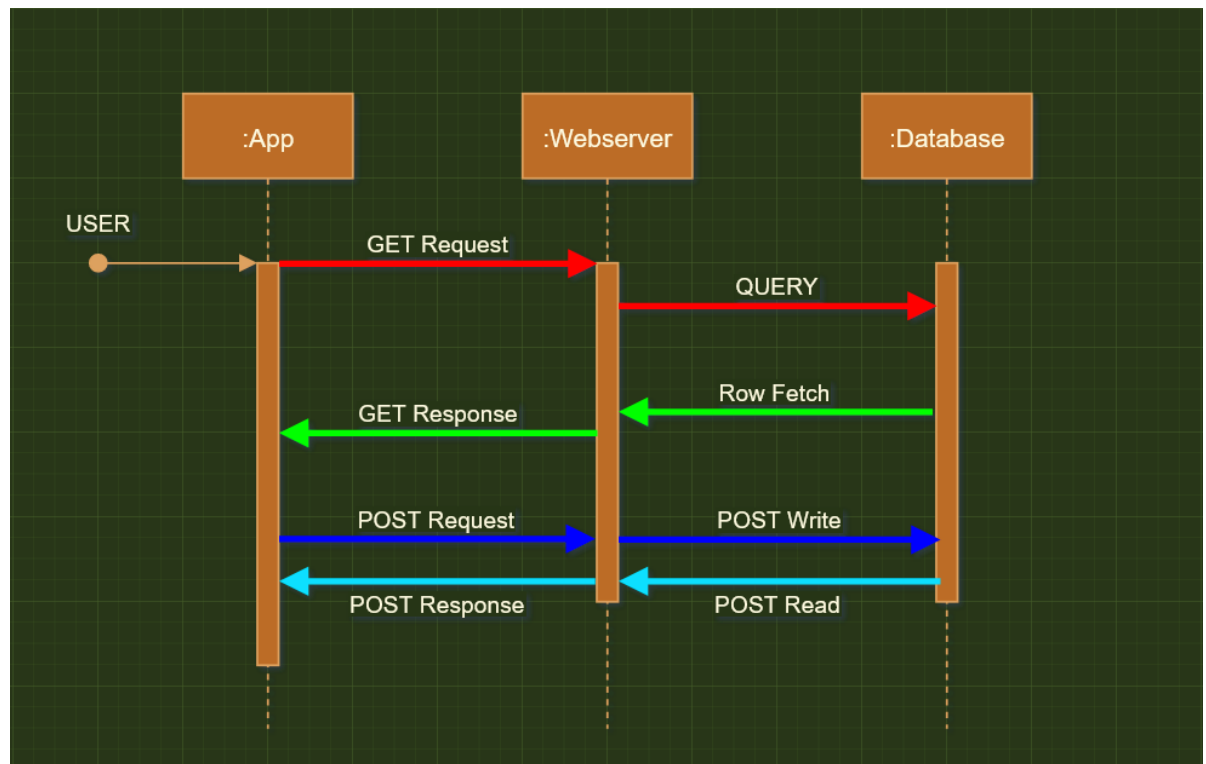 :App
:Webserver
:Database
USER
GET Request
QUERY
Row Fetch
GET Response
POST Request
POST Write
POST Response
POST Read